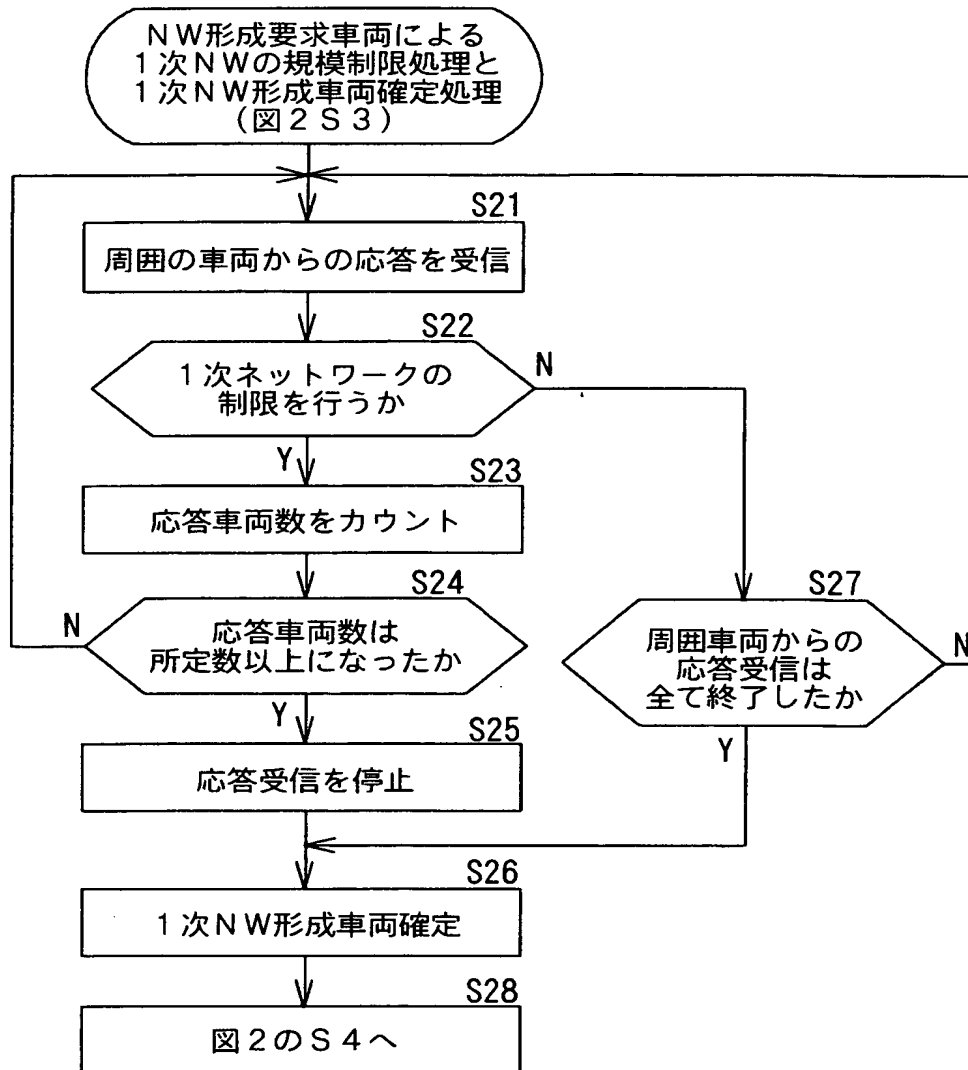 NW形成要求車両による
1次NWの規模制限処理と
1次NW形成車両確定処理
(図2S3)
S21
周囲の車両からの応答を受信
S22
1次ネットワークの
制限を行うか
N
Y
S23
応答車両数をカウント
S24
N
応答車両数は
所定数以上になったか
Y
S27
周囲車両からの
応答受信は
全て終了したか
N
Y
S25
応答受信を停止
S26
1次NW形成車両確定
S28
図2のS4へ